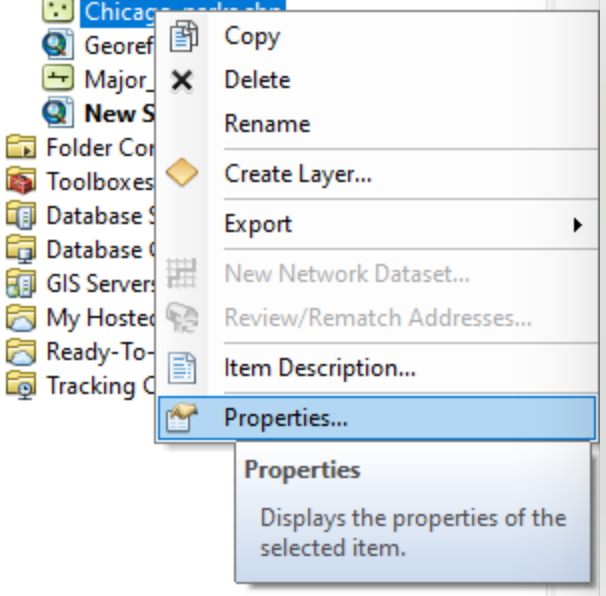 Chicago_parks.shp
Copy
Georef
Delete
Major_
Rename
New S
Folder Con
Create Layer...
Toolboxes
Database S
Export
Database C
GIS Servers
New Network Dataset...
My Hosted
Review/Rematch Addresses...
Ready-To-
Item Description...
Tracking C
Properties...
Properties
Displays the properties of the
selected item.